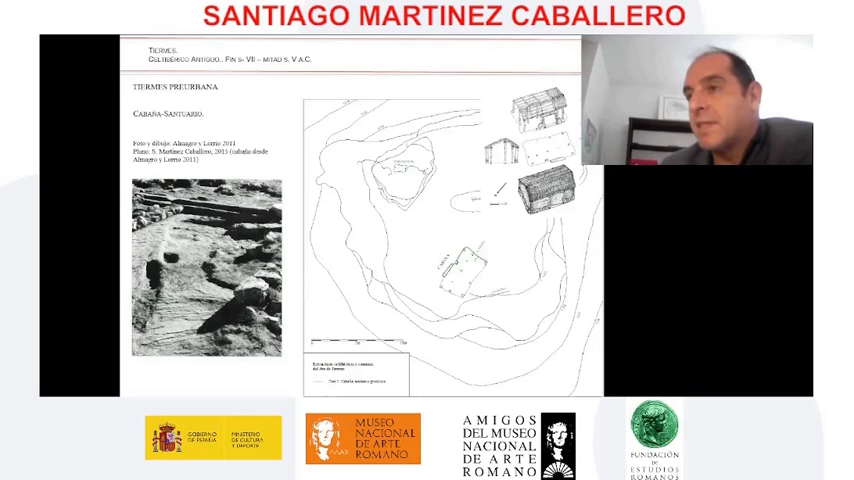 SANTIAGO MARTINEZ CABALLERO
TIERMES.
CELTIBÉRICO ANTIGUO.. FIN S- VII – MITAD S. V A.C.
TIERMES PREURBANA
CABAÑA-SANTUARIO.
Foto y dibujo: Almagro y Lorrio 2011
Plano. S. Martínez Caballero, 2015 (cabaña desde
Almagro y Lorrio 2011)
GOBIERNO
DE ESPAÑA
MINISTERIO
DE CULTURA
Y DEPORTE
MUSEO
NACIONAL
DE ARTE
ROMANO
AMIGOS
DEL MUSEO
NACIONAL
DE ARTE
ROMANO
FUNDACIÓN
DE
ESTUDIOS
ROMANOS